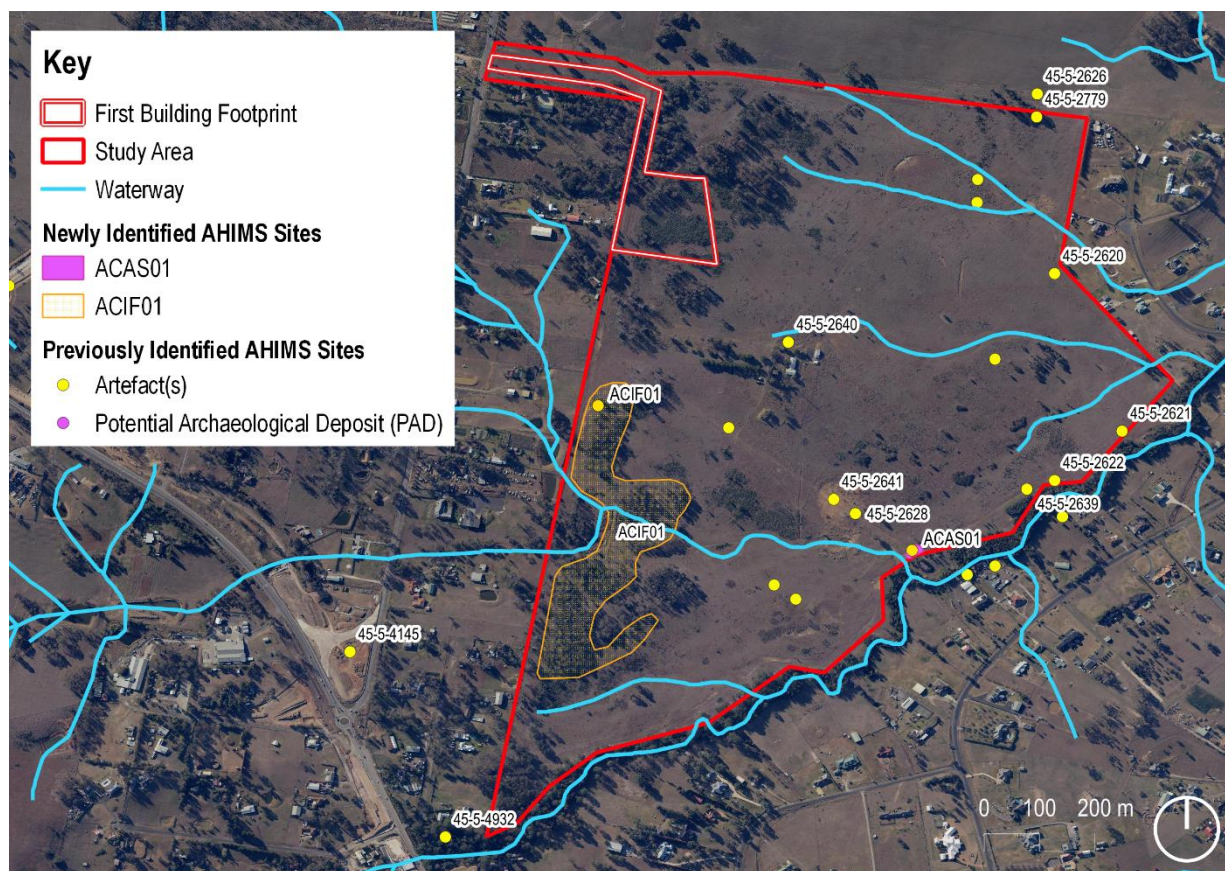 Key
First Building Footprint
Study Area
Waterway
Newly Identified AHIMS Sites
ACAS01
ACIF01
Previously Identified AHIMS Sites
Artefact(s)
Potential Archaeological Deposit (PAD)
45-5-2626
45-5-2779
45-5-2620
45-5-2640
ACIF01
45-5-2621
45-5-2622
45-5-2641
45-5-2639
45-5-2628
ACIF01
ACAS01
45-5-4145
45-5-4932
0 100 200 m